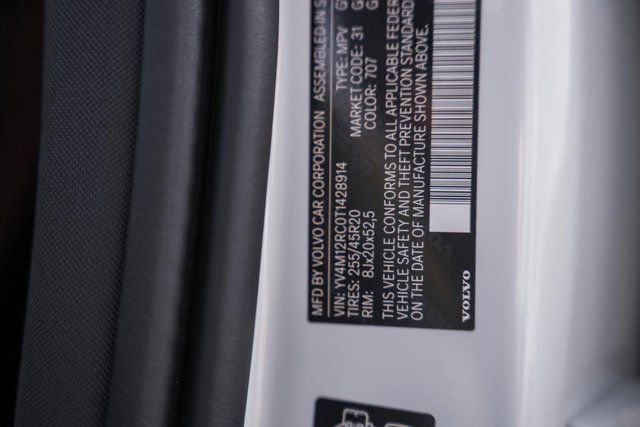 MFD BY VOLVO CAR CORPORATION ASSEMBLED IN S
VIN: YV4M12RC0T1428914 TYPE: MPV G
TIRES: 255/45R20 MARKET CODE: 31 G
RIM: 8Jx20x52,5 COLOR: 707 G
THIS VEHICLE CONFORMS TO ALL APPLICABLE FEDER
VEHICLE SAFETY AND THEFT PREVENTION STANDARD
ON THE DATE OF MANUFACTURE SHOWN ABOVE.
VOLVO